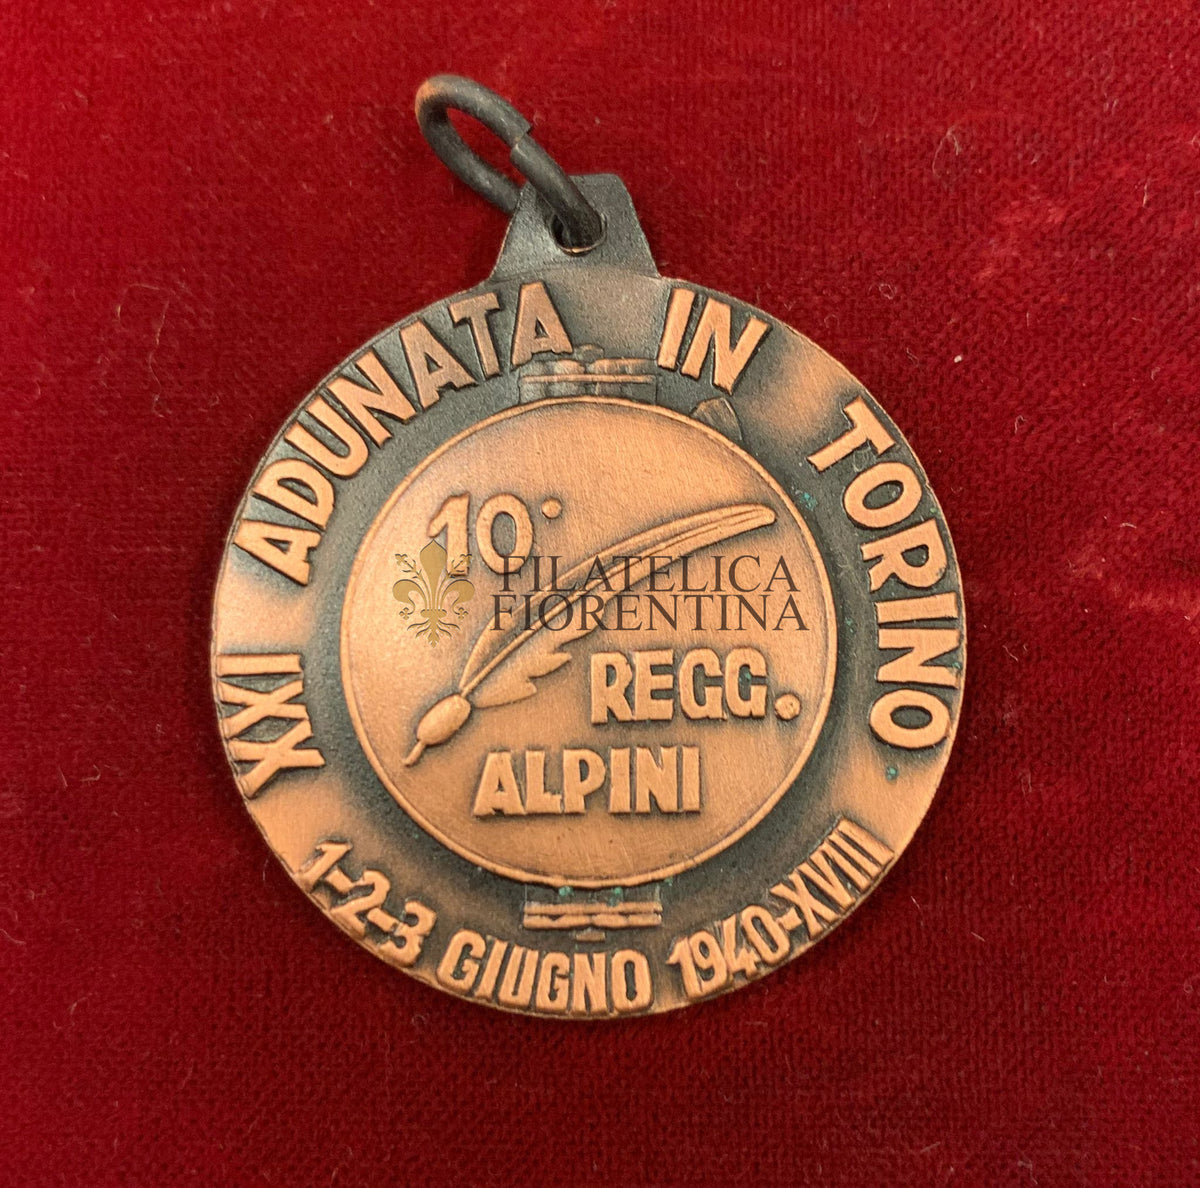 XXI ADUNATA IN TORINO
10°
REGG.
ALPINI
1-2-3 GIUGNO 1940-XVIII
FILATELICA
FIORENTINA